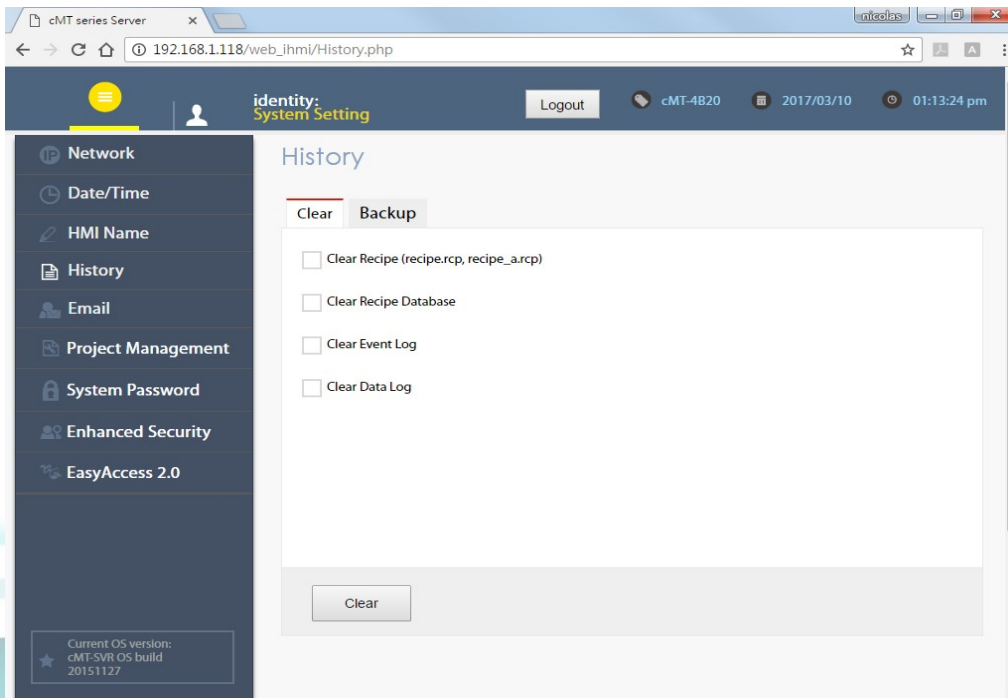 cMT series Server
nicolas
192.168.1.118/web_ihmi/History.php
identity:
System Setting
Logout
cMT-4B20
2017/03/10
01:13:24 pm
Network
Date/Time
HMI Name
History
Email
Project Management
System Password
Enhanced Security
EasyAccess 2.0
Current OS version:
cMT-SVR OS build
20151127
History
Clear
Backup
Clear Recipe (recipe.rcp, recipe_a.rcp)
Clear Recipe Database
Clear Event Log
Clear Data Log
Clear